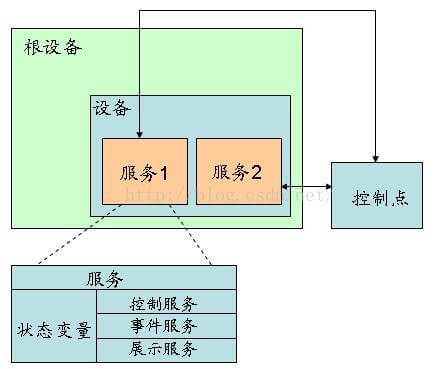 根设备
设备
服务1
服务2
http://blog.csdn.net/
控制点
服务
状态变量
控制服务
事件服务
展示服务